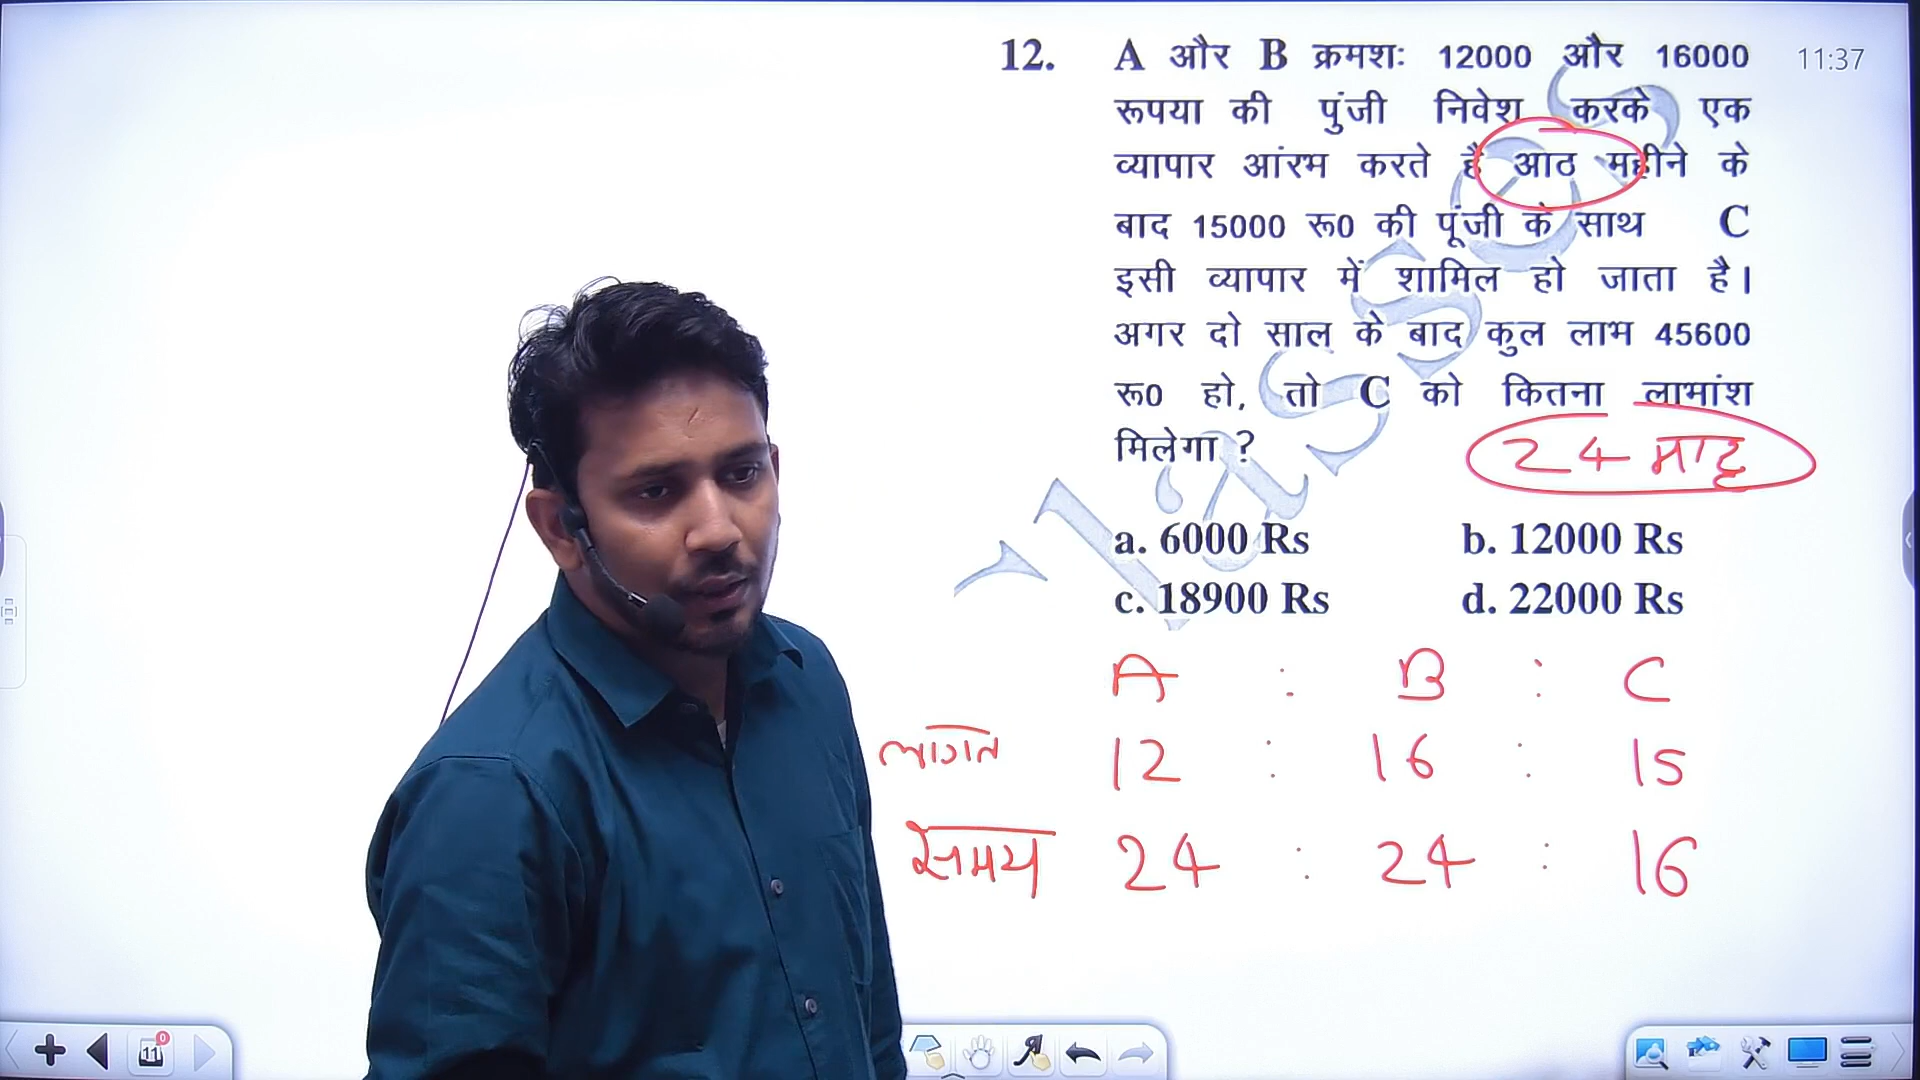 12. A और B क्रमशः 12000 और 16000
11:37
रूपया की पुंजी निवेश करके एक
व्यापार आंरम करते है आठ महीने के
बाद 15000 रू0 की पूंजी के साथ C
इसी व्यापार में शामिल हो जाता है।
अगर दो साल के बाद कुल लाभ 45600
रू0 हो, तो C को कितना लाभांश
मिलेगा ?
24 माह
a. 6000 Rs b. 12000 Rs
c. 18900 Rs d. 22000 Rs
A : B : C
लागत 12 : 16 : 15
समय 24 : 24 : 16
11 0